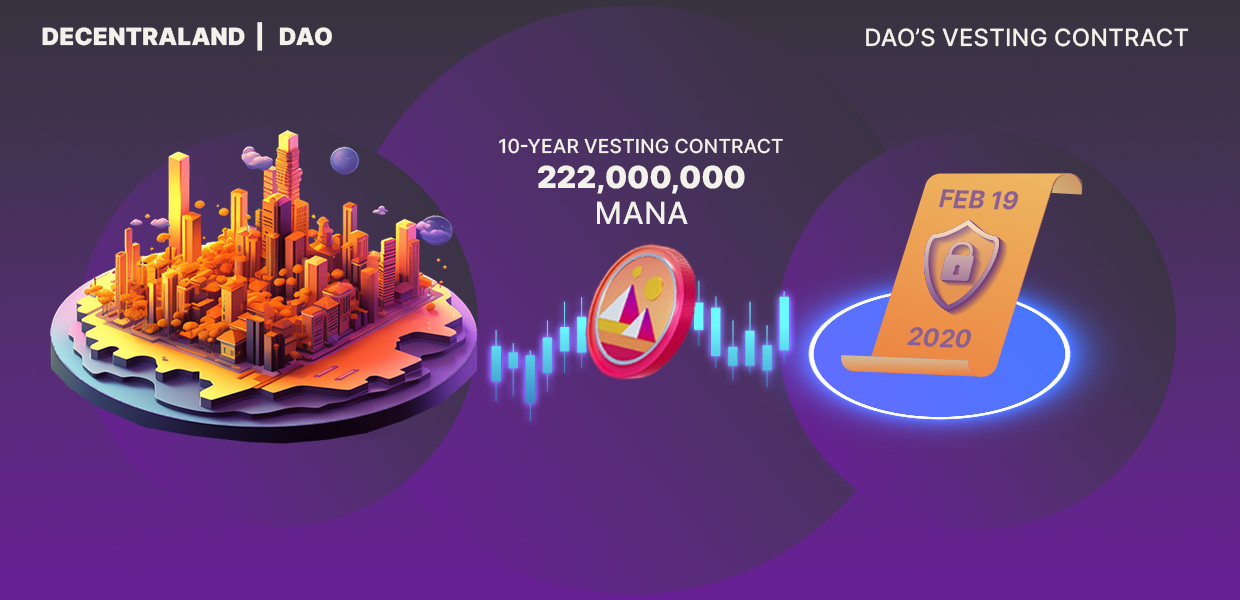 DECENTRALAND | DAO
DAO'S VESTING CONTRACT
10-YEAR VESTING CONTRACT
222,000,000
MANA
FEB 19
2020